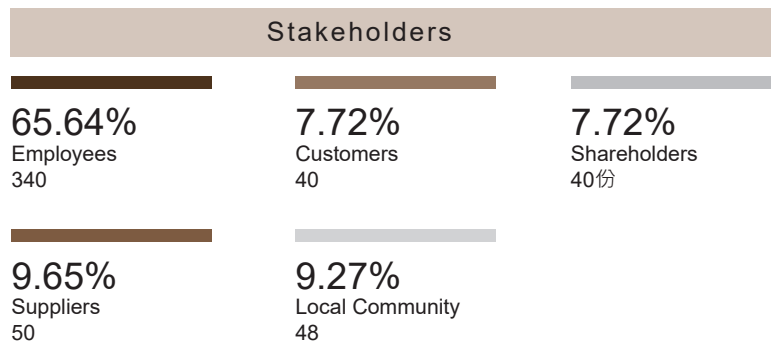 Stakeholders
65.64%
Employees
340
7.72%
Customers
40
7.72%
Shareholders
40份
9.65%
Suppliers
50
9.27%
Local Community
48